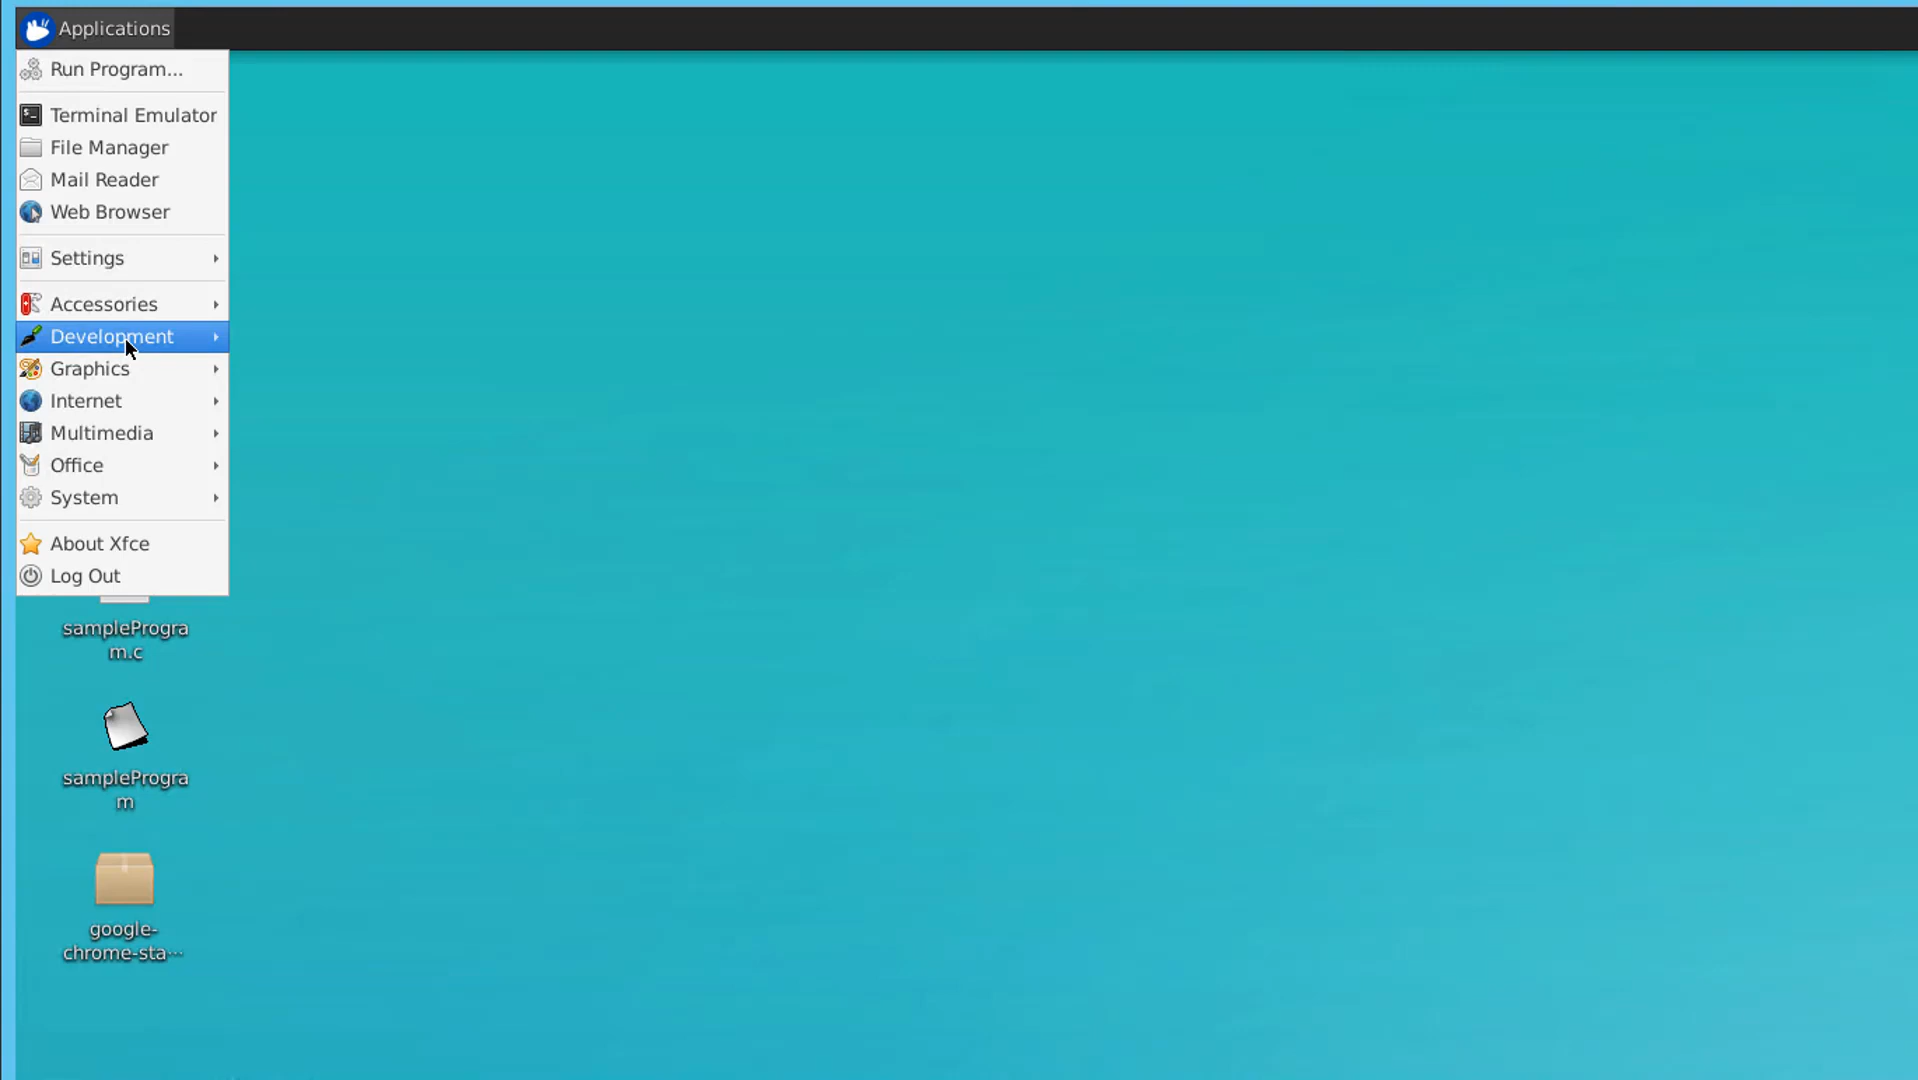 Applications
Run Program...
Terminal Emulator
File Manager
Mail Reader
Web Browser
Settings
Accessories
Development
Graphics
Internet
Multimedia
Office
System
About Xfce
Log Out
sampleProgra
m.c
sampleProgra
m
google-
chrome-sta···